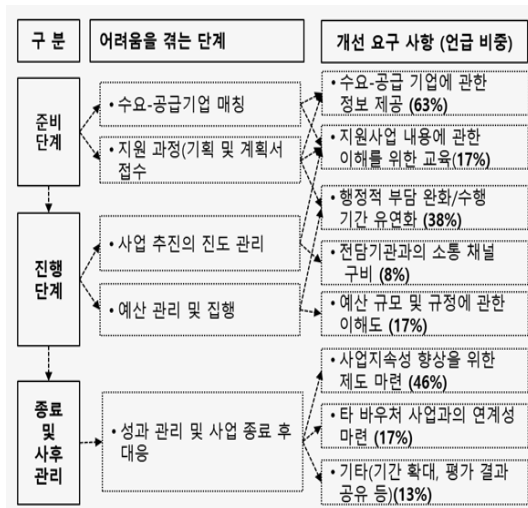 구 분
어려움을 겪는 단계
개선 요구 사항 (언급 비중)
준비
단계
• 수요-공급기업 매칭
• 지원 과정(기획 및 계획서
접수
• 수요-공급 기업에 관한
정보 제공 (63%)
• 지원사업 내용에 관한
이해를 위한 교육(17%)
• 행정적 부담 완화/수행
기간 유연화 (38%)
진행
단계
• 사업 추진의 진도 관리
• 예산 관리 및 집행
• 전담기관과의 소통 채널
구비 (8%)
• 예산 규모 및 규정에 관한
이해도 (17%)
종료
및
사후
관리
• 성과 관리 및 사업 종료 후
대응
• 사업지속성 향상을 위한
제도 마련 (46%)
• 타 바우처 사업과의 연계성
마련 (17%)
• 기타(기간 확대, 평가 결과
공유 등)(13%)